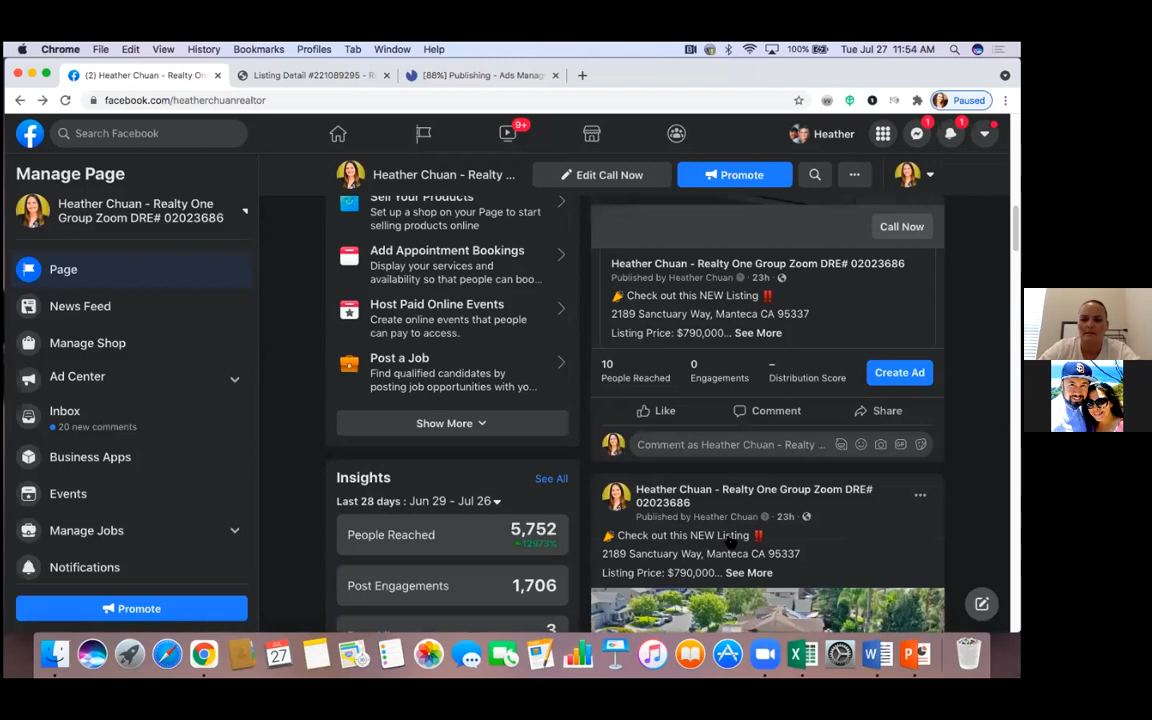 Chrome File Edit View History Bookmarks Profiles Tab Window Help
100% Tue Jul 27 11:54 AM
(2) Heather Chuan - Realty On
Listing Detail #221089295 - R
[88%] Publishing - Ads Manag
facebook.com/heatherchuanrealtor
Paused
Search Facebook
9+
Heather
1
1
Manage Page
Heather Chuan - Realty One
Group Zoom DRE# 02023686
Page
News Feed
Manage Shop
Ad Center
Inbox
20 new comments
Business Apps
Events
Manage Jobs
Notifications
Promote
Heather Chuan - Realty ...
Edit Call Now
Promote
Sell Your Products
Set up a shop on your Page to start
selling products online
Add Appointment Bookings
Display your services and
availability so that people can boo...
Host Paid Online Events
Create online events that people
can pay to access.
Post a Job
Find qualified candidates by
posting job opportunities with yo...
Show More
Insights
See All
Last 28 days : Jun 29 - Jul 26
People Reached
5,752
12973%
Post Engagements
1,706
3
Call Now
Heather Chuan - Realty One Group Zoom DRE# 02023686
Published by Heather Chuan · 23h ·
Check out this NEW Listing ‼️
2189 Sanctuary Way, Manteca CA 95337
Listing Price: $790,000... See More
10
People Reached
0
Engagements
–
Distribution Score
Create Ad
Like
Comment
Share
Comment as Heather Chuan - Realty ...
Heather Chuan - Realty One Group Zoom DRE#
02023686
Published by Heather Chuan · 23h ·
Check out this NEW Listing ‼️
2189 Sanctuary Way, Manteca CA 95337
Listing Price: $790,000... See More
27